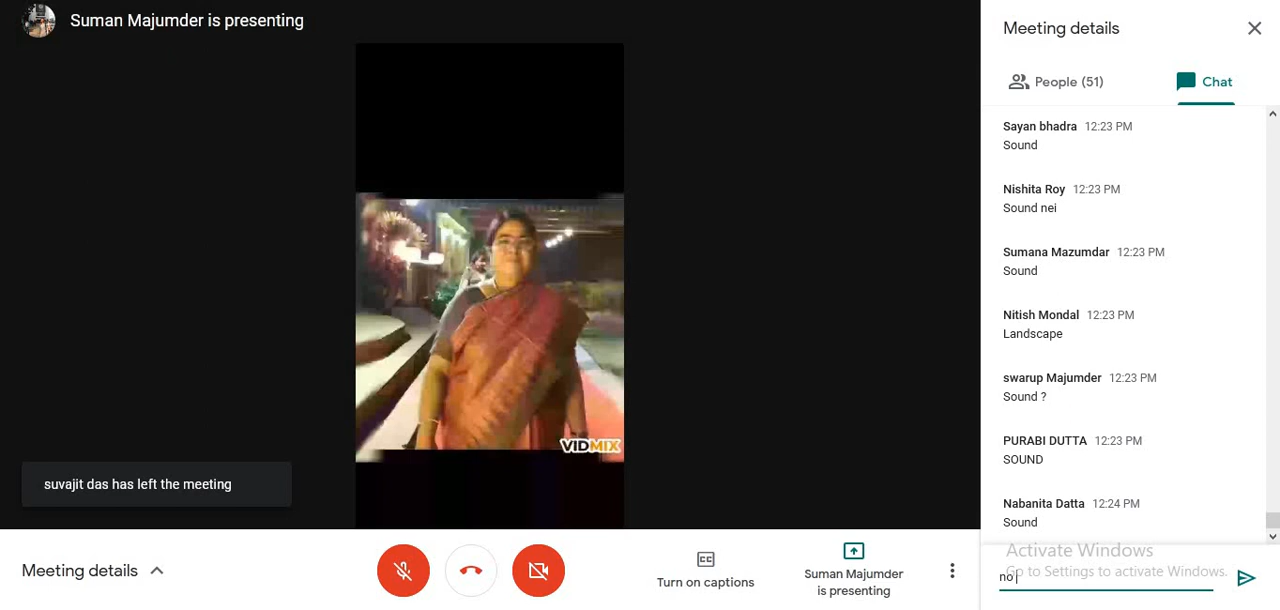 Suman Majumder is presenting
Meeting details
People (51)
Chat
Sayan bhadra 12:23 PM
Sound
Nishita Roy 12:23 PM
Sound nei
Sumana Mazumdar 12:23 PM
Sound
Nitish Mondal 12:23 PM
Landscape
swarup Majumder 12:23 PM
Sound ?
PURABI DUTTA 12:23 PM
SOUND
Nabanita Datta 12:24 PM
Sound
VIDMIX
suvajit das has left the meeting
Activate Windows
Go to Settings to activate Windows.
no
Meeting details
CC
Turn on captions
Suman Majumder
is presenting